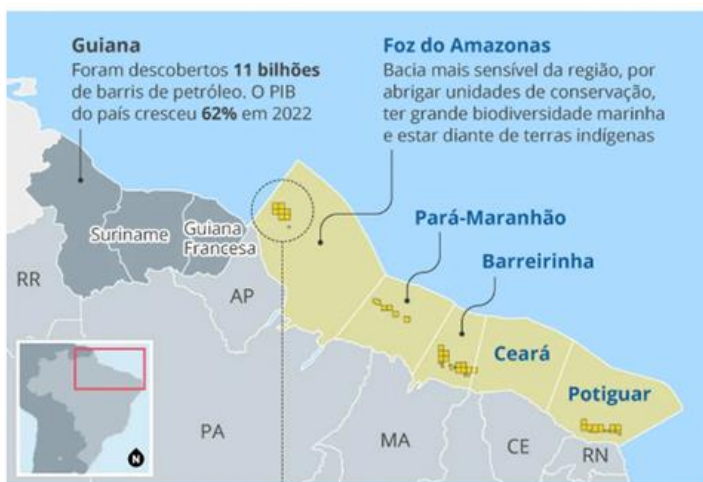 Guiana
Foram descobertos 11 bilhões
de barris de petróleo. O PIB
do país cresceu 62% em 2022
Foz do Amazonas
Bacia mais sensível da região, por
abrigar unidades de conservação,
ter grande biodiversidade marinha
e estar diante de terras indígenas
Pará-Maranhão
Barreirinha
Ceará
Potiguar
Suriname
Guiana
Francesa
RR
AP
PA
MA
CE
RN
N